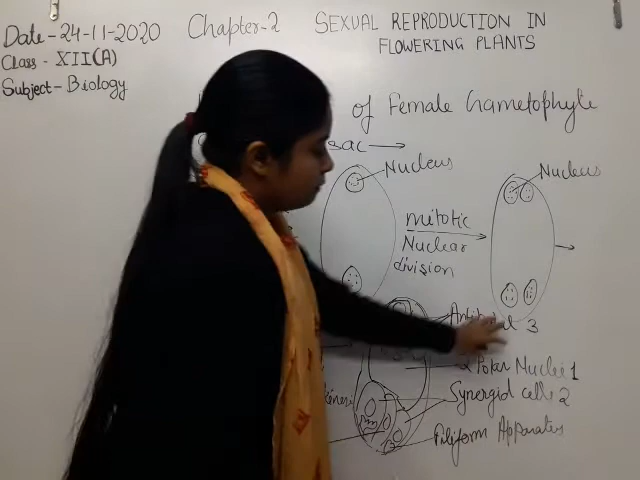 Date - 24-11-2020
Chapter-2
SEXUAL REPRODUCTION IN
FLOWERING PLANTS
Class - XII(A)
Subject - Biology
of Female Gametophyte
sac →
Nucleus
Nucleus
mitotic
Nuclear
division
3
2 Polar Nuclei 1
Synergid cells 2
Filiform Apparatus